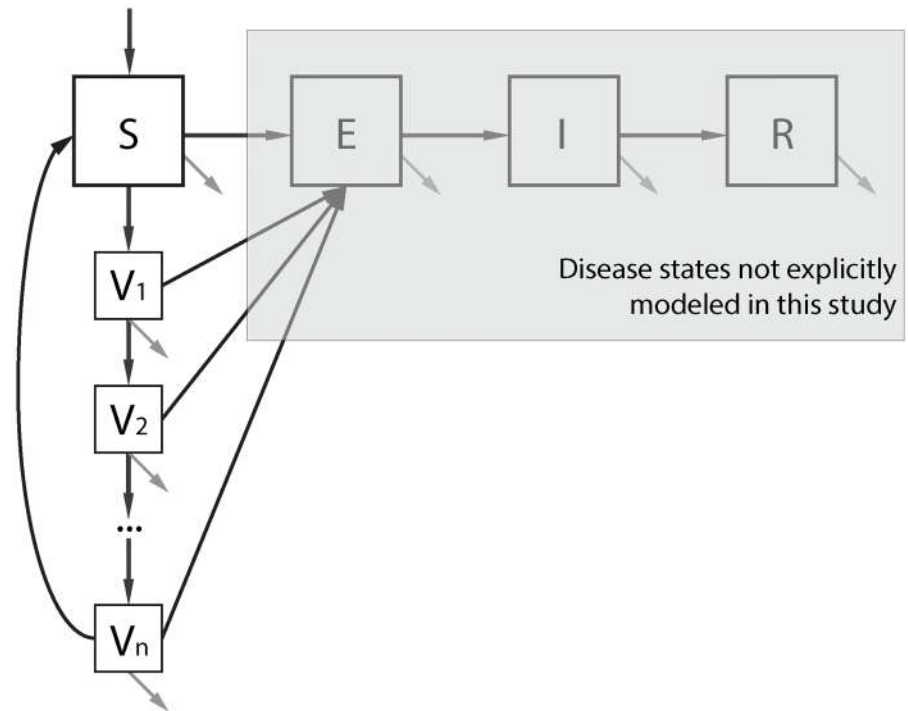 S
E
I
R
V1
Disease states not explicitly
modeled in this study
V2
...
Vn